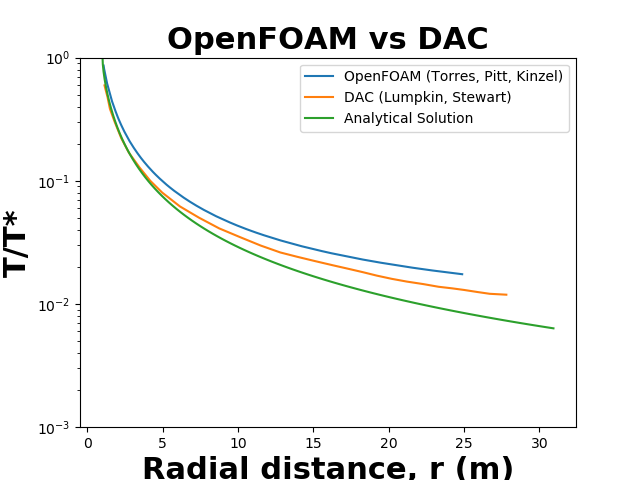 OpenFOAM vs DAC
10⁰
10⁻¹
10⁻²
10⁻³
T/T*
OpenFOAM (Torres, Pitt, Kinzel)
DAC (Lumpkin, Stewart)
Analytical Solution
0 5 10 15 20 25 30
Radial distance, r (m)